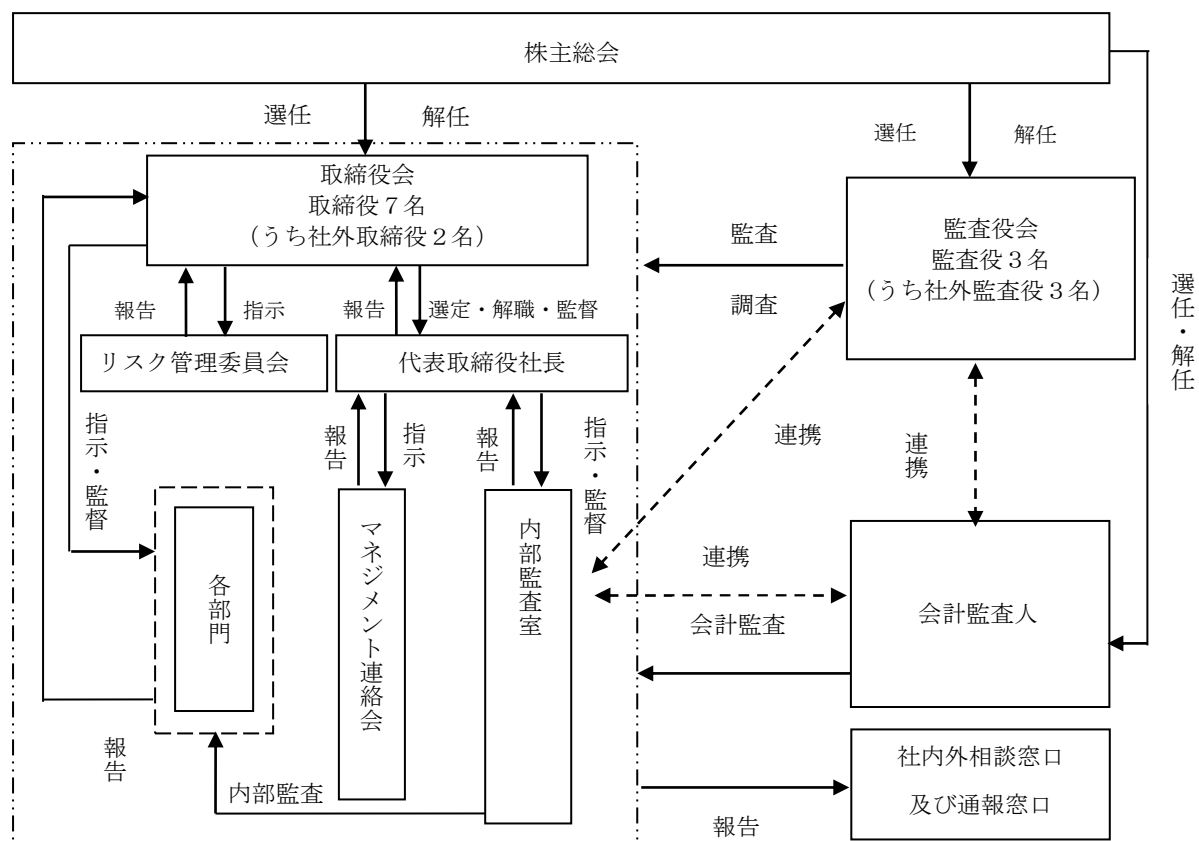 株主総会
選任
解任
選任
解任
取締役会
取締役7名
(うち社外取締役2名)
監査役会
監査役3名
(うち社外監査役3名)
監査
調査
選任・解任
報告
指示
報告
選定・解職・監督
リスク管理委員会
代表取締役社長
指示・監督
報告
指示
報告
指示・監督
連携
連携
各部門
マネジメント連絡会
内部監査室
連携
会計監査
会計監査人
報告
内部監査
報告
社内外相談窓口
及び通報窓口